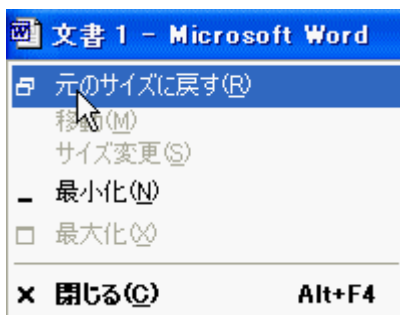 文書 1 - Microsoft Word
元のサイズに戻す(R)
移動(M)
サイズ変更(S)
最小化(N)
最大化(X)
閉じる(C) Alt+F4